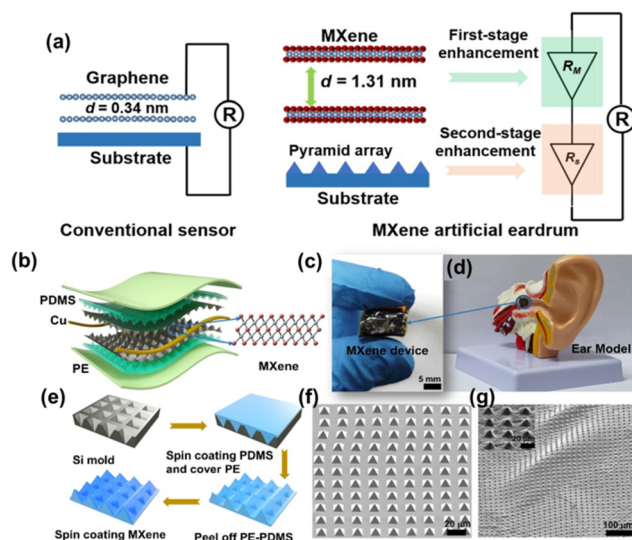 (a)
Graphene
d = 0.34 nm
Substrate
R
Conventional sensor
MXene
d = 1.31 nm
Pyramid array
Substrate
First-stage
enhancement
Second-stage
enhancement
RM
Rs
R
MXene artificial eardrum
(b)
PDMS
Cu
PE
MXene
(c)
MXene device
5 mm
(d)
Ear Model
(e)
Si mold
Spin coating PDMS
and cover PE
Spin coating MXene
Peel off PE-PDMS
(f)
20 μm
(g)
20 μm
100 μm